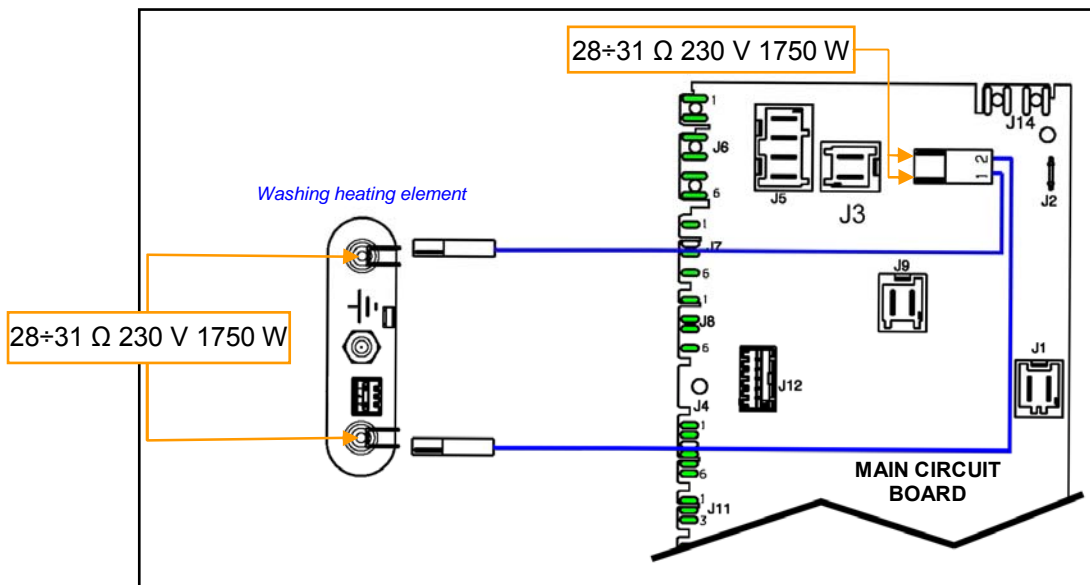 28÷31 Ω 230 V 1750 W
1
J14
J6
2
1
J5
J3
J2
6
Washing heating element
1
J7
J9
6
1
28÷31 Ω 230 V 1750 W
J8
J1
6
J12
J4
1
MAIN CIRCUIT
BOARD
6
1
J11
3